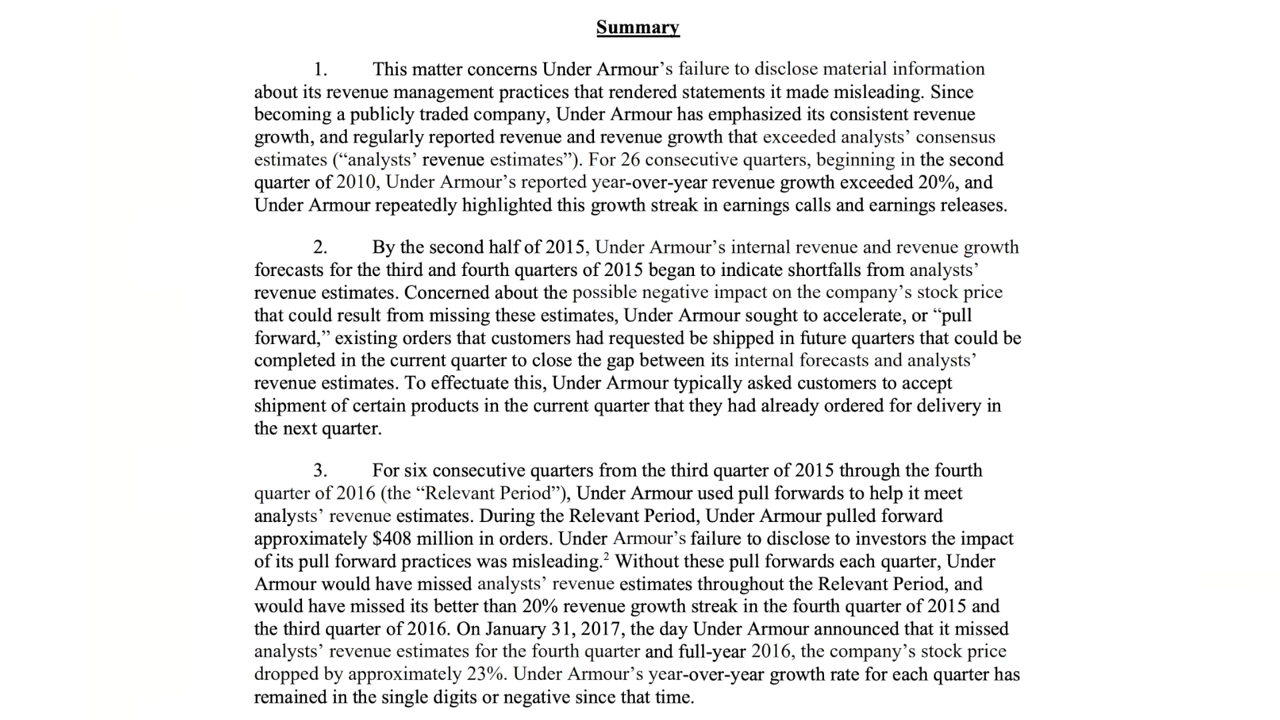 Summary
1. This matter concerns Under Armour’s failure to disclose material information
about its revenue management practices that rendered statements it made misleading. Since
becoming a publicly traded company, Under Armour has emphasized its consistent revenue
growth, and regularly reported revenue and revenue growth that exceeded analysts’ consensus
estimates (“analysts’ revenue estimates”). For 26 consecutive quarters, beginning in the second
quarter of 2010, Under Armour’s reported year-over-year revenue growth exceeded 20%, and
Under Armour repeatedly highlighted this growth streak in earnings calls and earnings releases.
2. By the second half of 2015, Under Armour’s internal revenue and revenue growth
forecasts for the third and fourth quarters of 2015 began to indicate shortfalls from analysts’
revenue estimates. Concerned about the possible negative impact on the company’s stock price
that could result from missing these estimates, Under Armour sought to accelerate, or “pull
forward,” existing orders that customers had requested be shipped in future quarters that could be
completed in the current quarter to close the gap between its internal forecasts and analysts’
revenue estimates. To effectuate this, Under Armour typically asked customers to accept
shipment of certain products in the current quarter that they had already ordered for delivery in
the next quarter.
3. For six consecutive quarters from the third quarter of 2015 through the fourth
quarter of 2016 (the “Relevant Period”), Under Armour used pull forwards to help it meet
analysts’ revenue estimates. During the Relevant Period, Under Armour pulled forward
approximately $408 million in orders. Under Armour’s failure to disclose to investors the impact
of its pull forward practices was misleading.² Without these pull forwards each quarter, Under
Armour would have missed analysts’ revenue estimates throughout the Relevant Period, and
would have missed its better than 20% revenue growth streak in the fourth quarter of 2015 and
the third quarter of 2016. On January 31, 2017, the day Under Armour announced that it missed
analysts’ revenue estimates for the fourth quarter and full-year 2016, the company’s stock price
dropped by approximately 23%. Under Armour’s year-over-year growth rate for each quarter has
remained in the single digits or negative since that time.